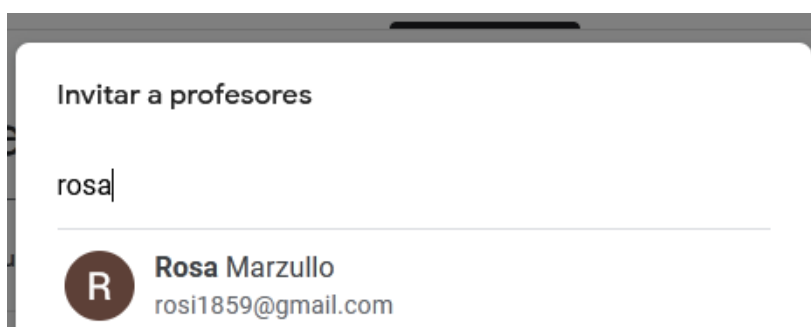 Invitar a profesores
rosa
R
Rosa Marzullo
rosi1859@gmail.com